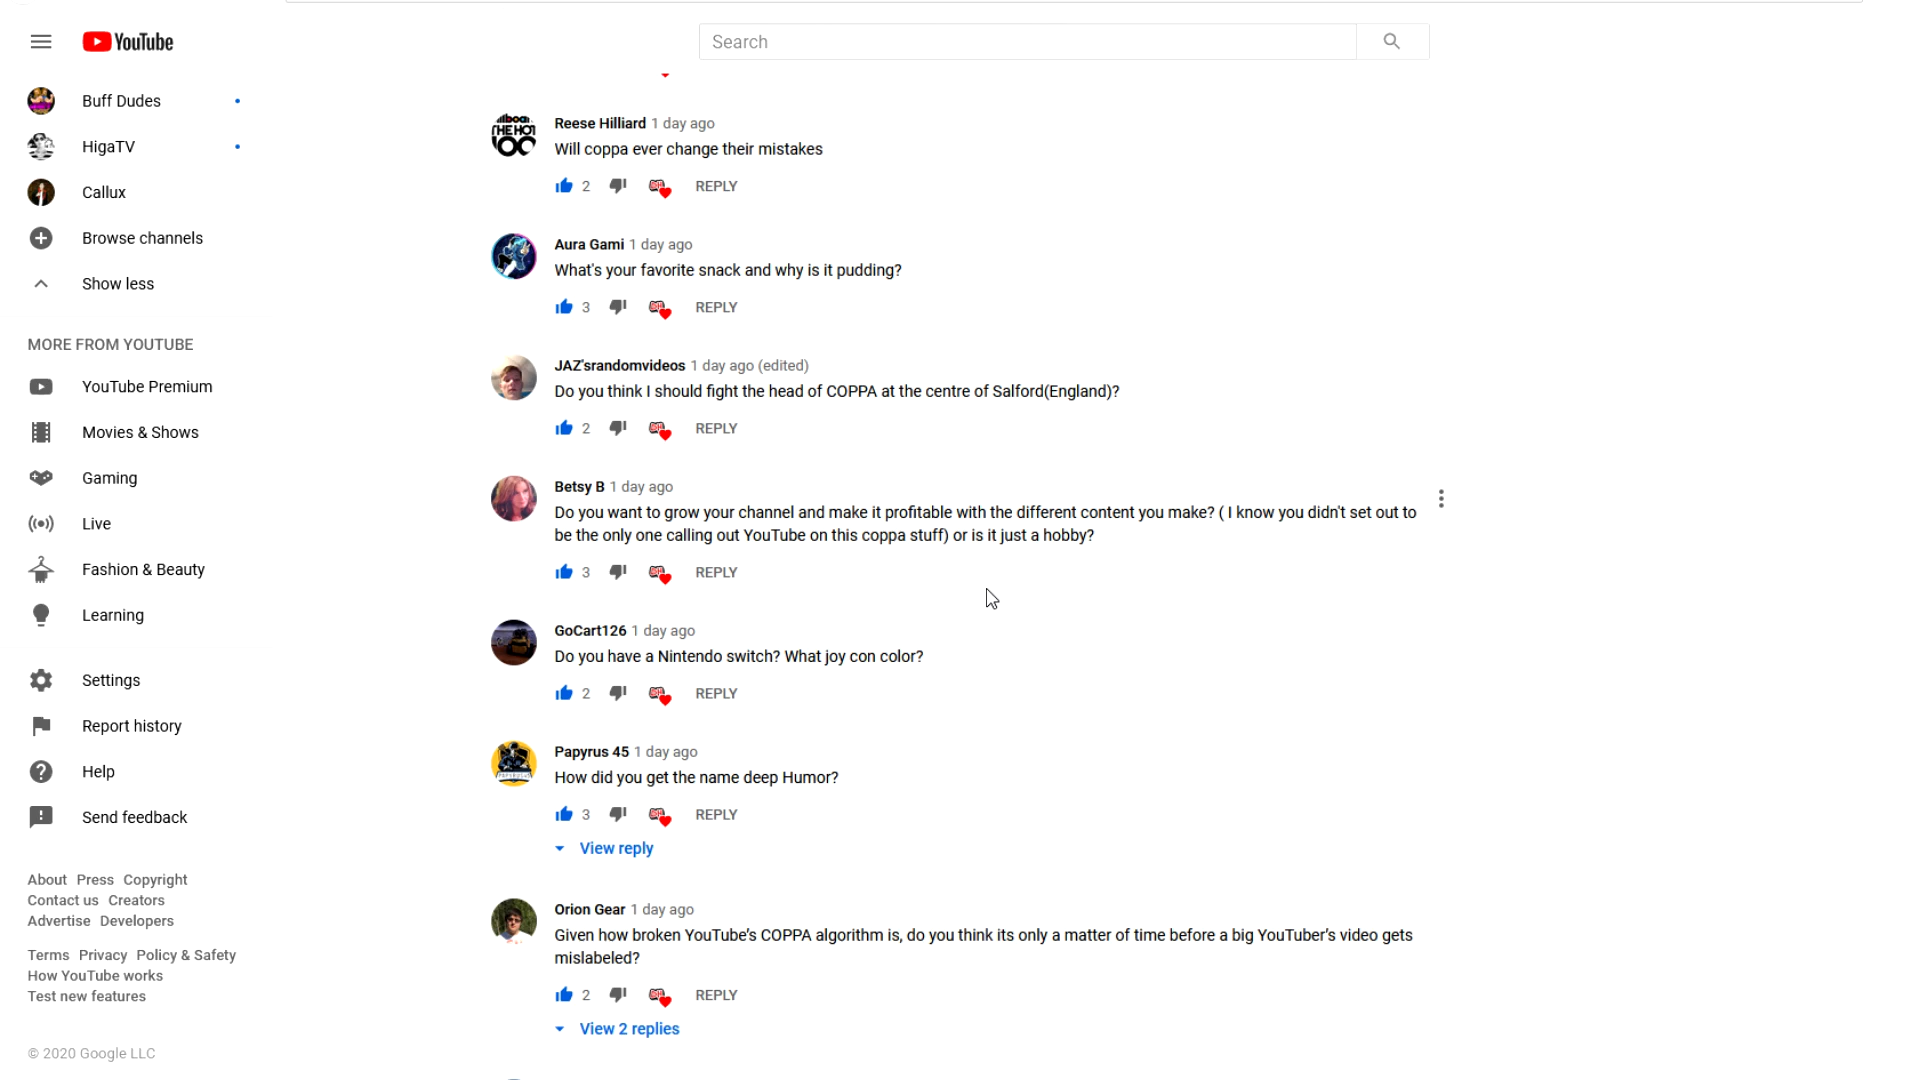 YouTube
Search
Buff Dudes
HigaTV
Callux
Browse channels
Show less
MORE FROM YOUTUBE
YouTube Premium
Movies & Shows
Gaming
Live
Fashion & Beauty
Learning
Settings
Report history
Help
Send feedback
About Press Copyright
Contact us Creators
Advertise Developers
Terms Privacy Policy & Safety
How YouTube works
Test new features
© 2020 Google LLC
Reese Hilliard 1 day ago
Will coppa ever change their mistakes
2 REPLY
Aura Gami 1 day ago
What's your favorite snack and why is it pudding?
3 REPLY
JAZ'srandomvideos 1 day ago (edited)
Do you think I should fight the head of COPPA at the centre of Salford(England)?
2 REPLY
Betsy B 1 day ago
Do you want to grow your channel and make it profitable with the different content you make? ( I know you didn't set out to
be the only one calling out YouTube on this coppa stuff) or is it just a hobby?
3 REPLY
GoCart126 1 day ago
Do you have a Nintendo switch? What joy con color?
2 REPLY
Papyrus 45 1 day ago
How did you get the name deep Humor?
3 REPLY
View reply
Orion Gear 1 day ago
Given how broken YouTube’s COPPA algorithm is, do you think its only a matter of time before a big YouTuber’s video gets
mislabeled?
2 REPLY
View 2 replies